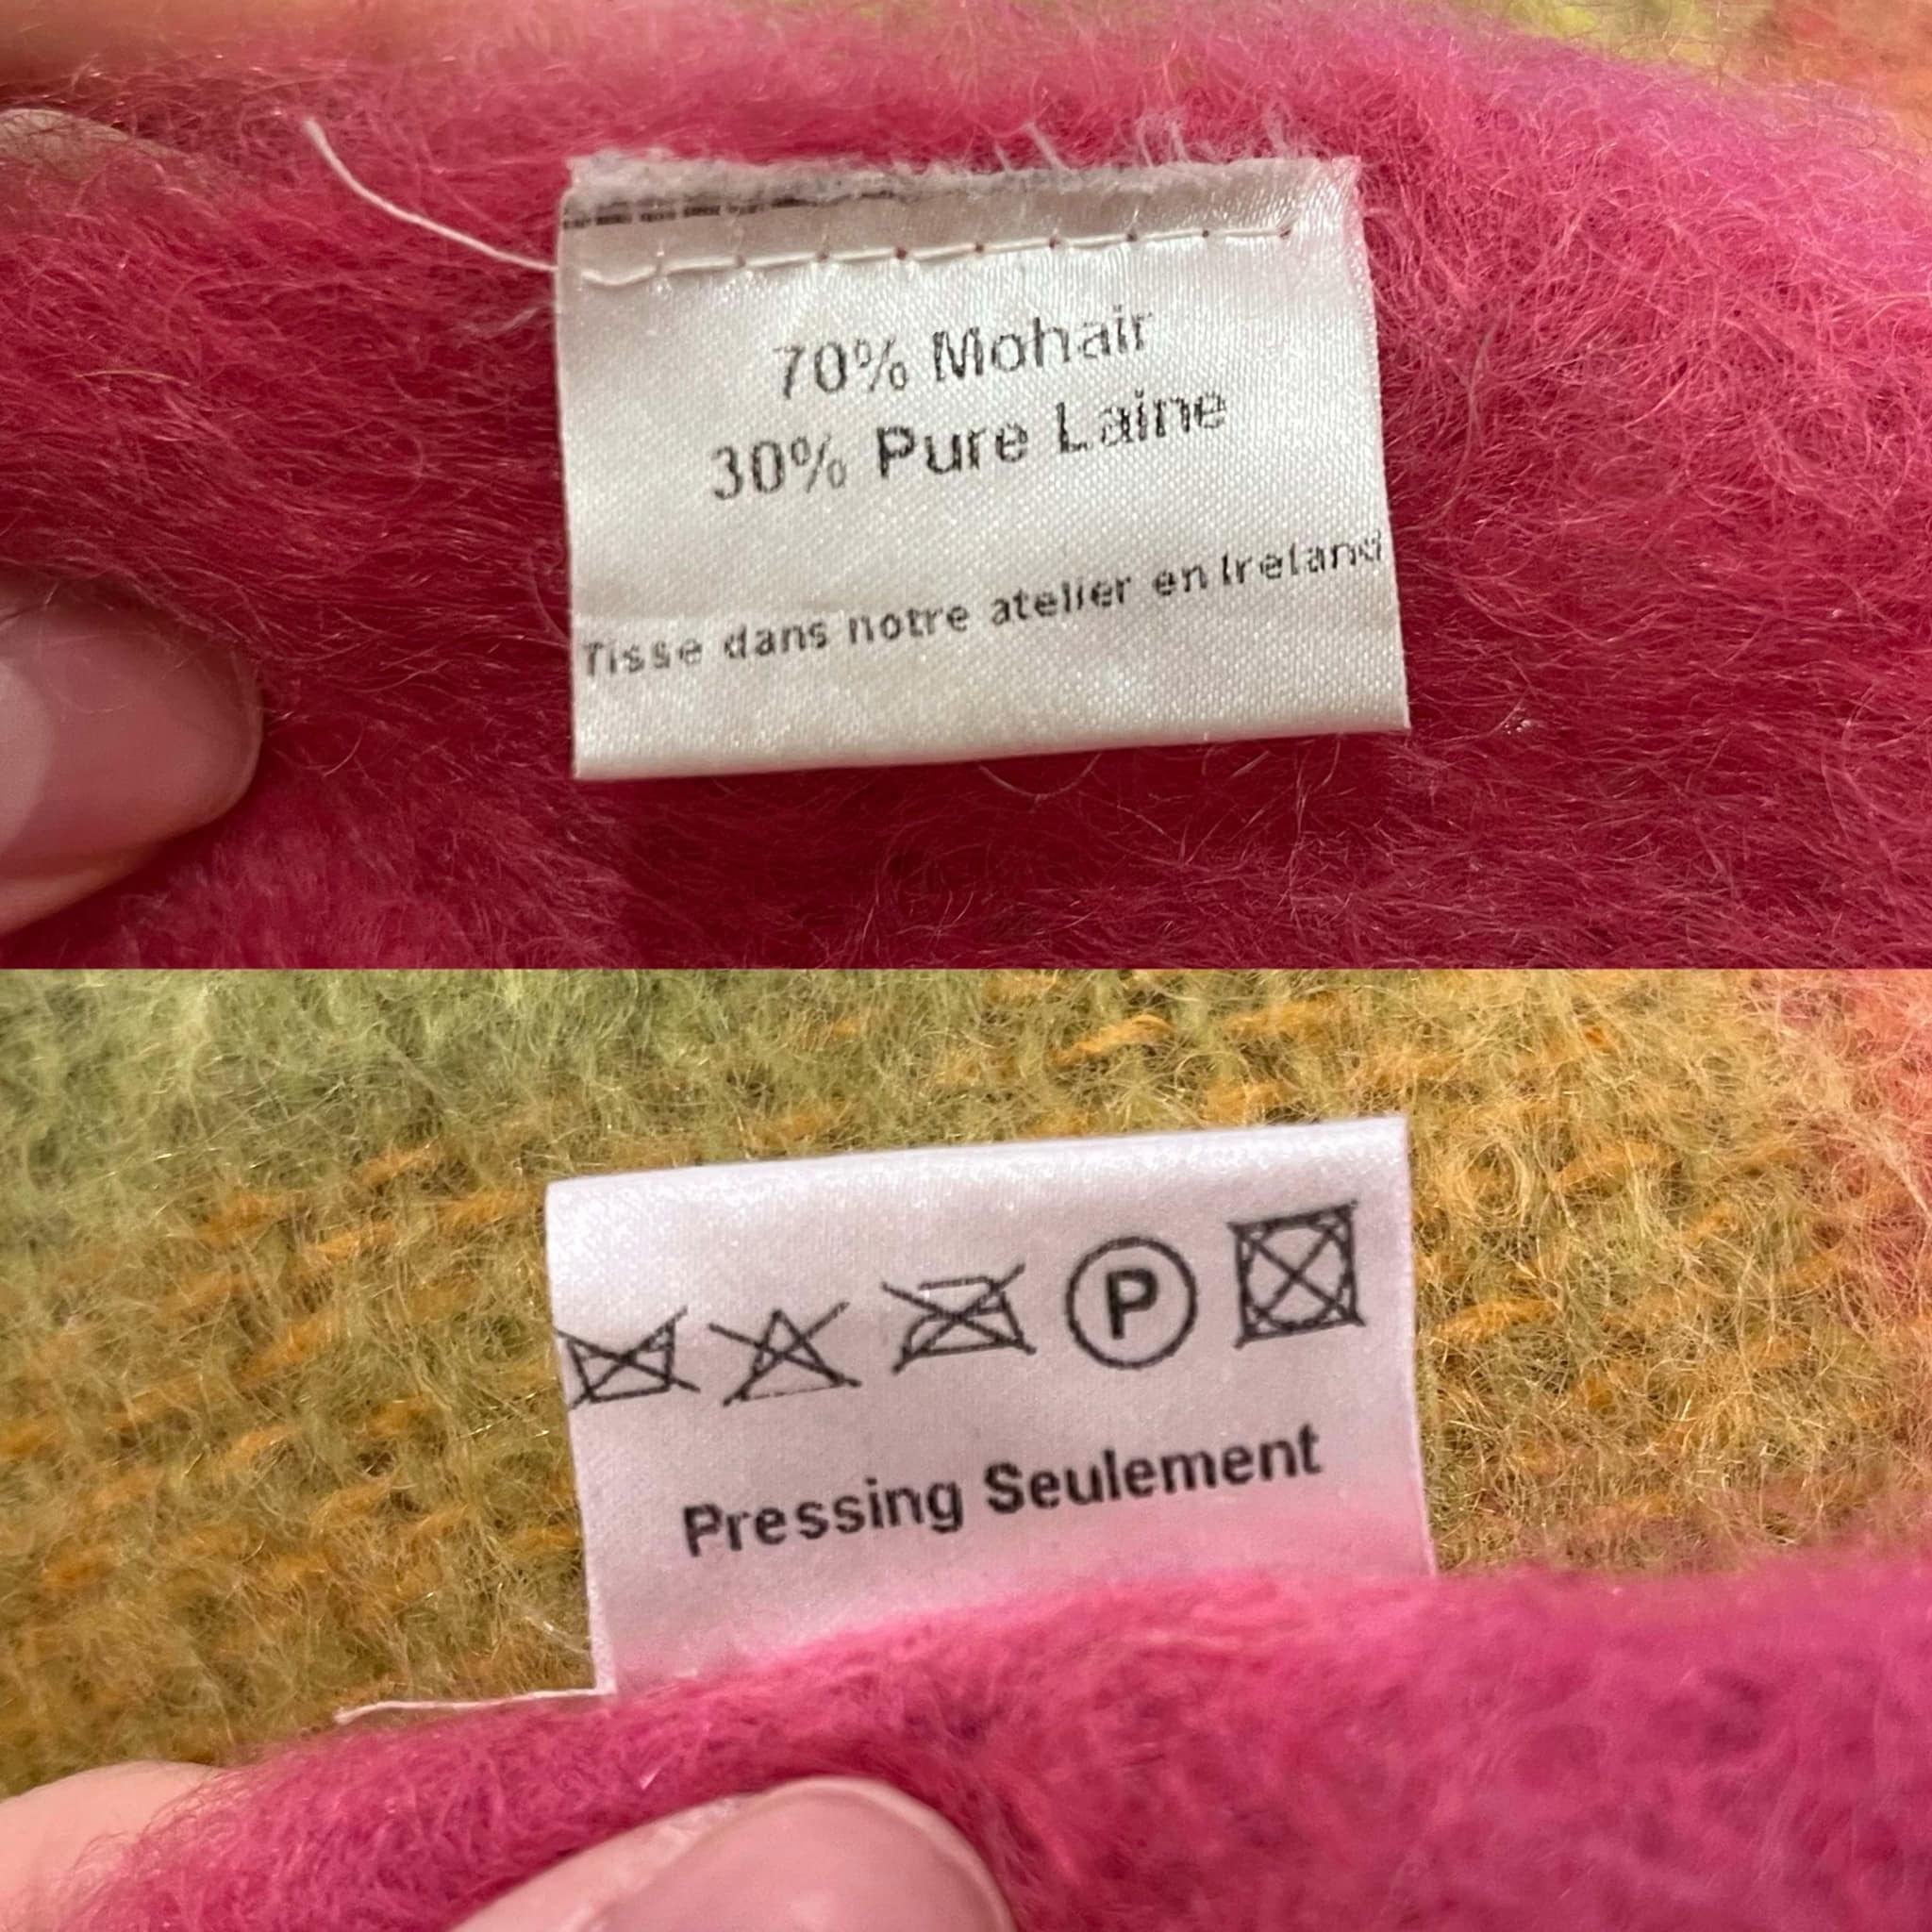 70% Mohair
30% Pure Laine
Tisse dans notre atelier en Ireland
P
Pressing Seulement